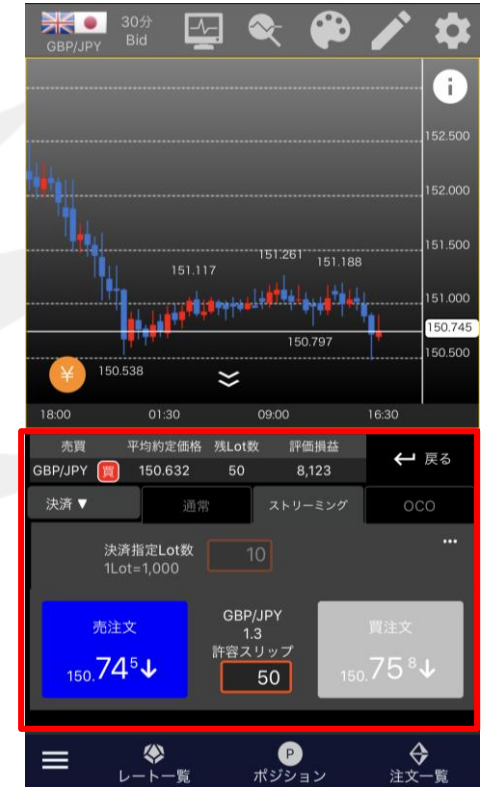 GBP/JPY
30分
Bid
i
152.500
152.000
151.500
151.261
151.188
151.117
151.000
150.745
150.797
150.500
150.538
¥
18:00 01:30 09:00 16:30
売買 平均約定価格 残Lot数 評価損益
戻る
GBP/JPY 買 150.632 50 8,123
決済▼ 通常 ストリーミング OCO
...
決済指定Lot数 10
1Lot=1,000
売注文 GBP/JPY 買注文
1.3
許容スリップ
150.74⁵↓ 50 150.75⁸↓
P
レート一覧 ポジション 注文一覧